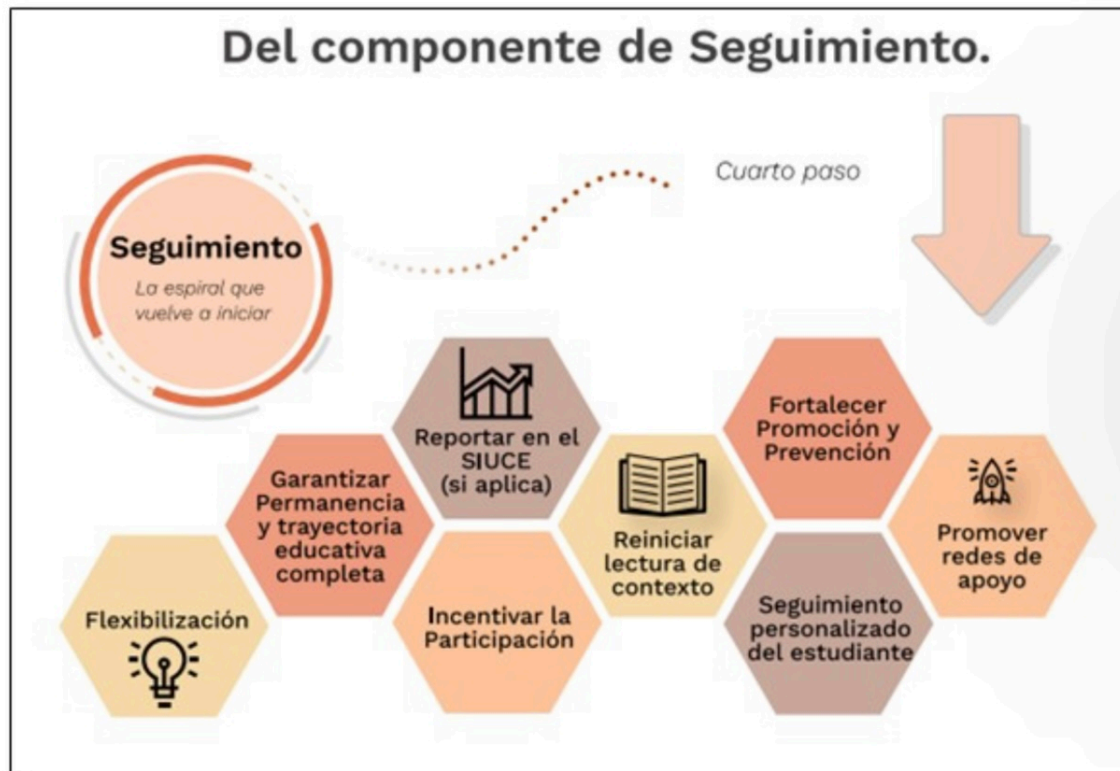 Del componente de Seguimiento.
Cuarto paso
Seguimiento
La espiral que
vuelve a iniciar
Flexibilización
Garantizar
Permanencia
y trayectoria
educativa
completa
Reportar en el
SIUCE
(si aplica)
Incentivar la
Participación
Reiniciar
lectura de
contexto
Fortalecer
Promoción y
Prevención
Seguimiento
personalizado
del estudiante
Promover
redes de
apoyo